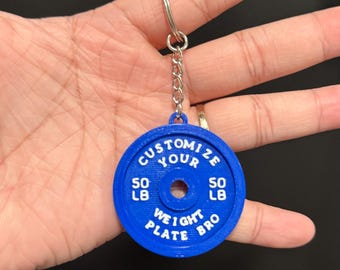 CUSTOMIZE
YOUR
50 50
LB LB
WEIGHT
PLATE BRO